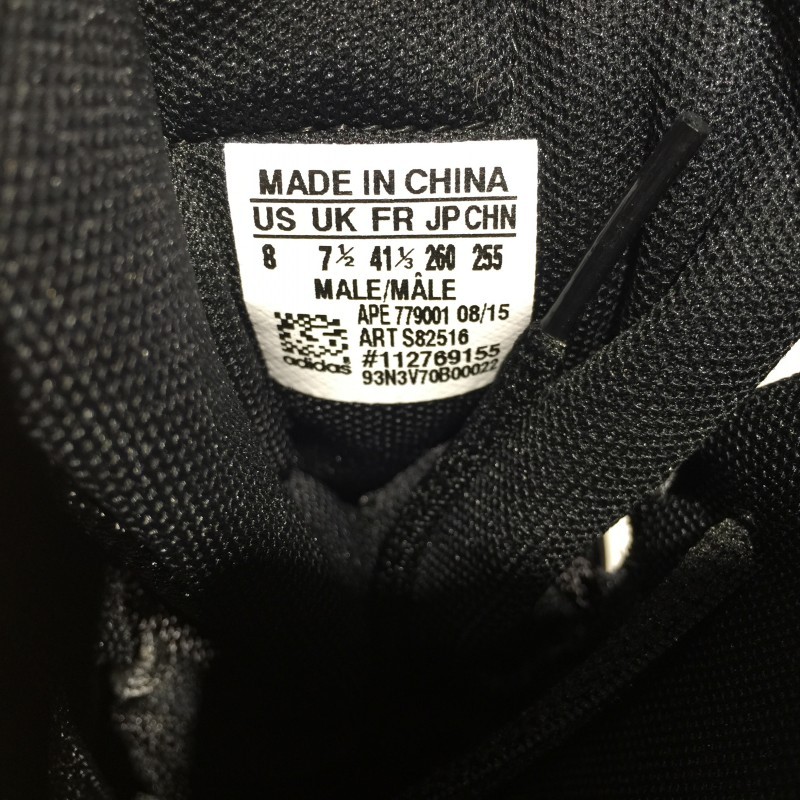 MADE IN CHINA
US UK FR JP CHN
8 7½ 41⅓ 260 255
MALE/MÂLE
APE 779001 08/15
ART S82516
#112769155
adidas 93N3V70B00022